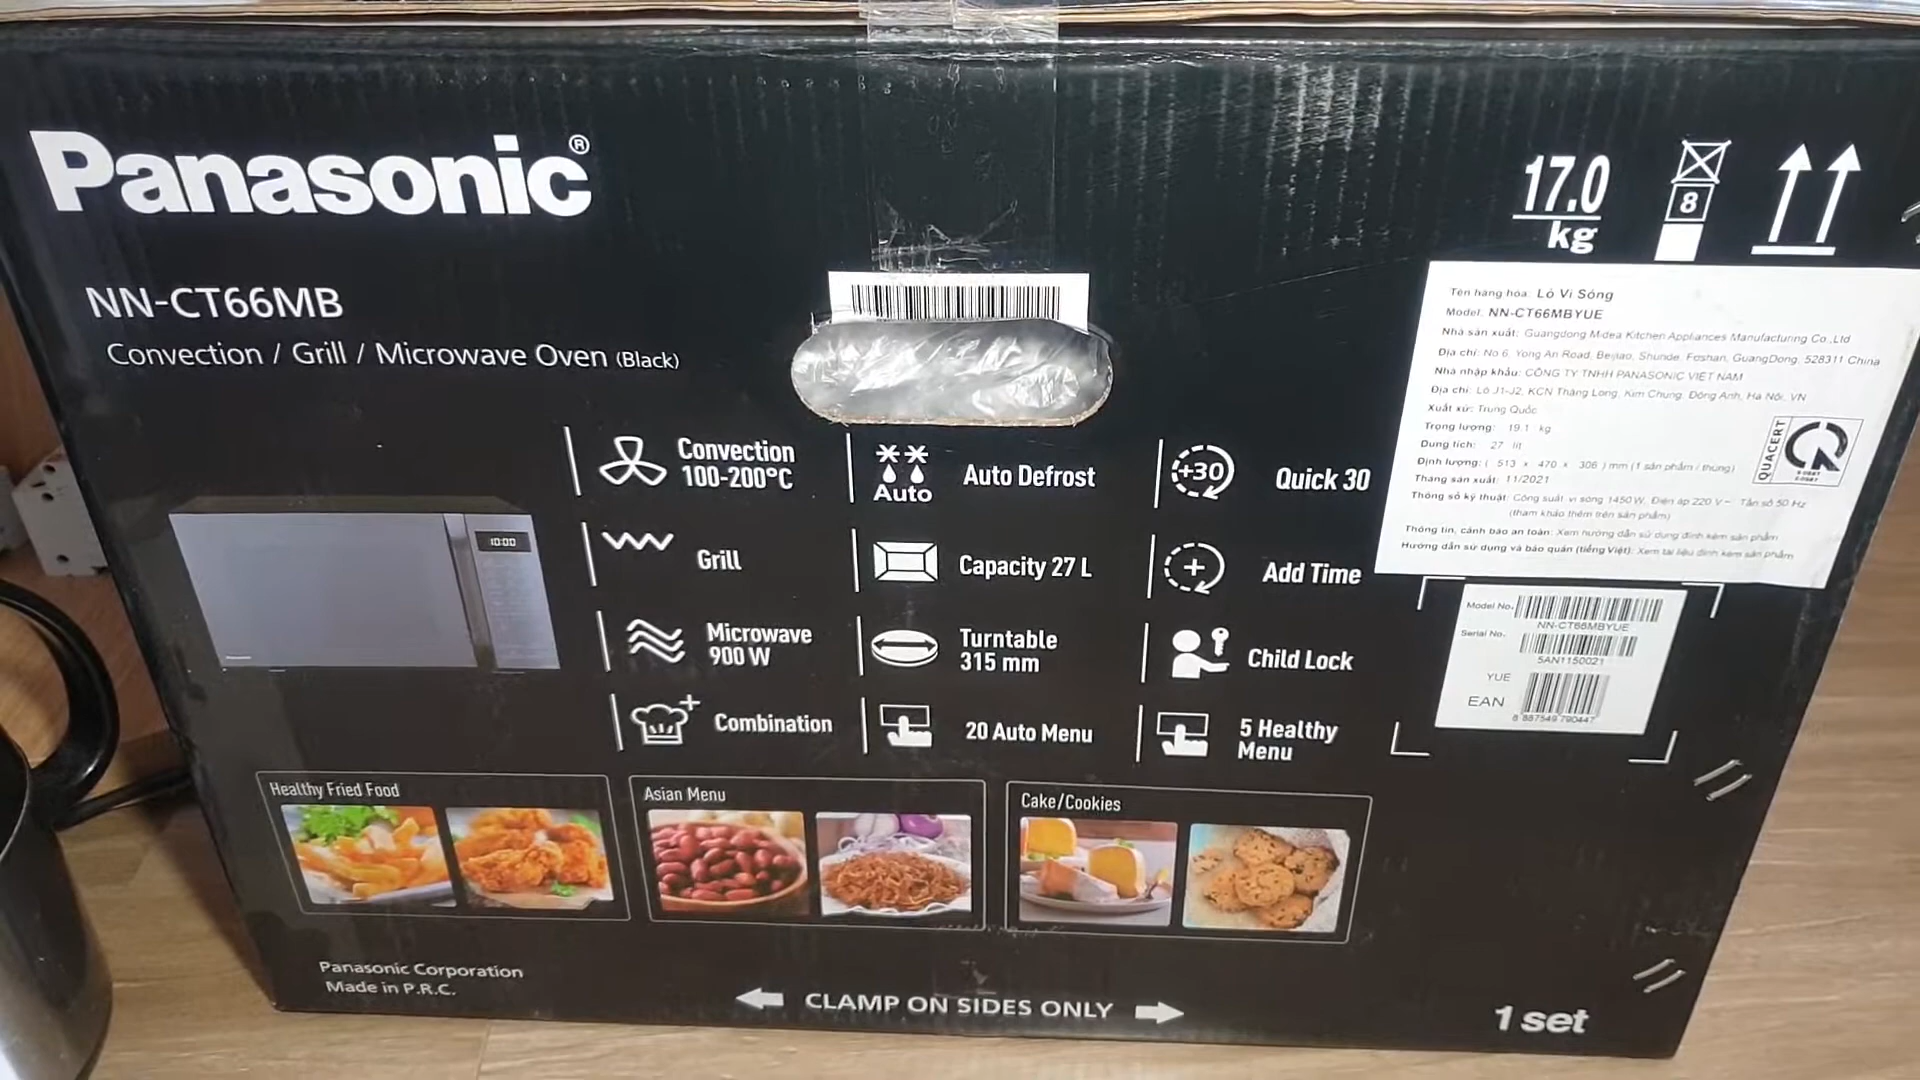 Panasonic®
NN-CT66MB
Convection / Grill / Microwave Oven (Black)
17.0
kg
8
Tên hàng hóa: Lò Vi Sóng
Model: NN-CT66MBYUE
Nhà sản xuất: Guangdong Midea Kitchen Appliances Manufacturing Co.,Ltd
Địa chỉ: No 6, Yong An Road, Beijiao, Shunde, Foshan, GuangDong, 528311 China
Nhà nhập khẩu: CÔNG TY TNHH PANASONIC VIỆT NAM
Địa chỉ: Lô J1-J2, KCN Thăng Long, Kim Chung, Đông Anh, Hà Nội, VN
Xuất xứ: Trung Quốc
Trọng lượng: 19.1 kg
Dung tích: 27 lít
Định lượng: ( 513 x 470 x 306 ) mm (1 sản phẩm / thùng)
Tháng sản xuất: 11/2021
Thông số kỹ thuật: Công suất vi sóng 1450 W, Điện áp 220 V~ Tần số 50 Hz
(tham khảo thêm trên sản phẩm)
Thông tin, cảnh báo an toàn: Xem hướng dẫn sử dụng đính kèm sản phẩm
Hướng dẫn sử dụng và bảo quản (tiếng Việt): Xem tài liệu đính kèm sản phẩm
QUACERT
Model No.
NN-CT66MBYUE
Serial No.
5AN1150021
YUE
EAN
8 887549 790447
Convection
100-200°C
Auto
Auto Defrost
+30
Quick 30
Grill
Capacity 27 L
Add Time
10:00
Microwave
900 W
Turntable
315 mm
Child Lock
Combination
20 Auto Menu
5 Healthy
Menu
Healthy Fried Food
Asian Menu
Cake/Cookies
Panasonic Corporation
Made in P.R.C.
CLAMP ON SIDES ONLY
1 set